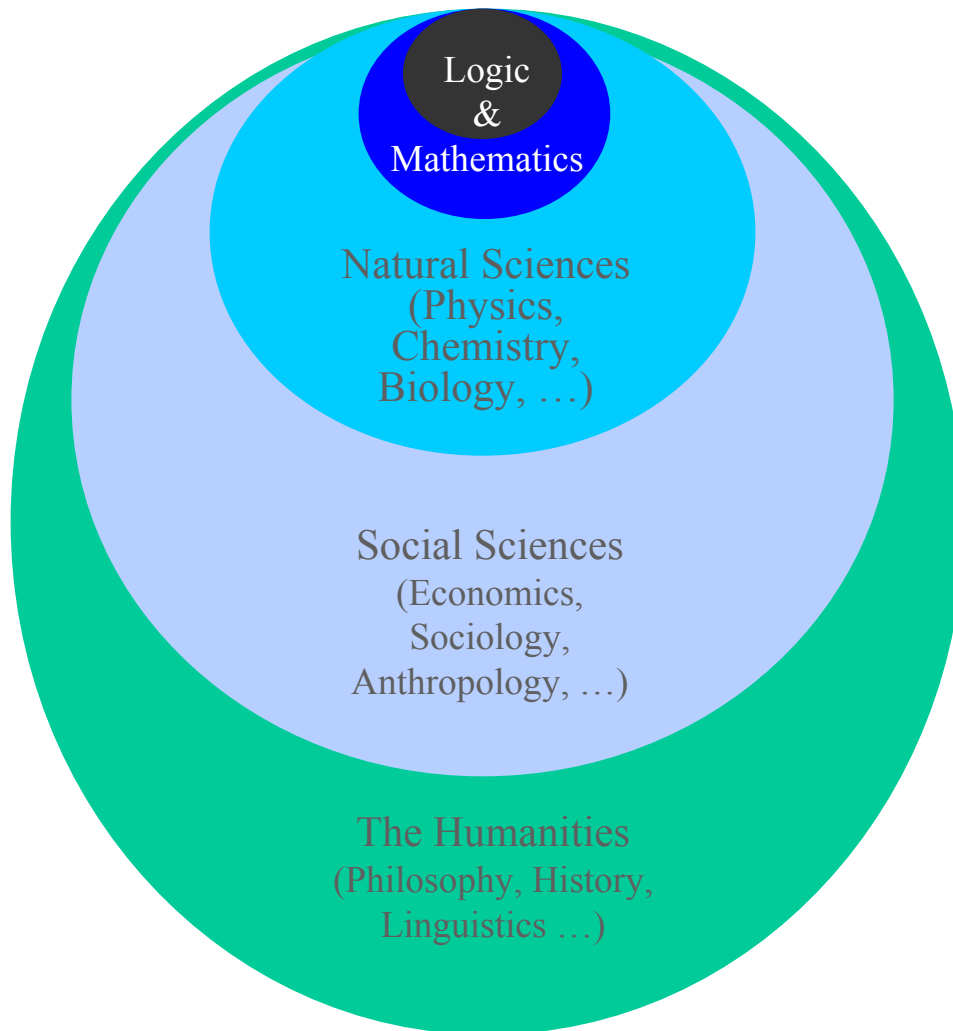 Logic
&
Mathematics
Natural Sciences
(Physics,
Chemistry,
Biology, …)
Social Sciences
(Economics,
Sociology,
Anthropology, …)
The Humanities
(Philosophy, History,
Linguistics …)